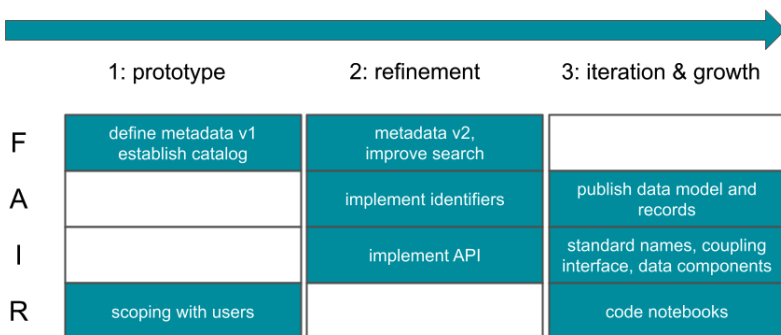 1: prototype
2: refinement
3: iteration & growth
F
define metadata v1
establish catalog
metadata v2,
improve search
A
implement identifiers
publish data model and
records
I
implement API
standard names, coupling
interface, data components
R
scoping with users
code notebooks